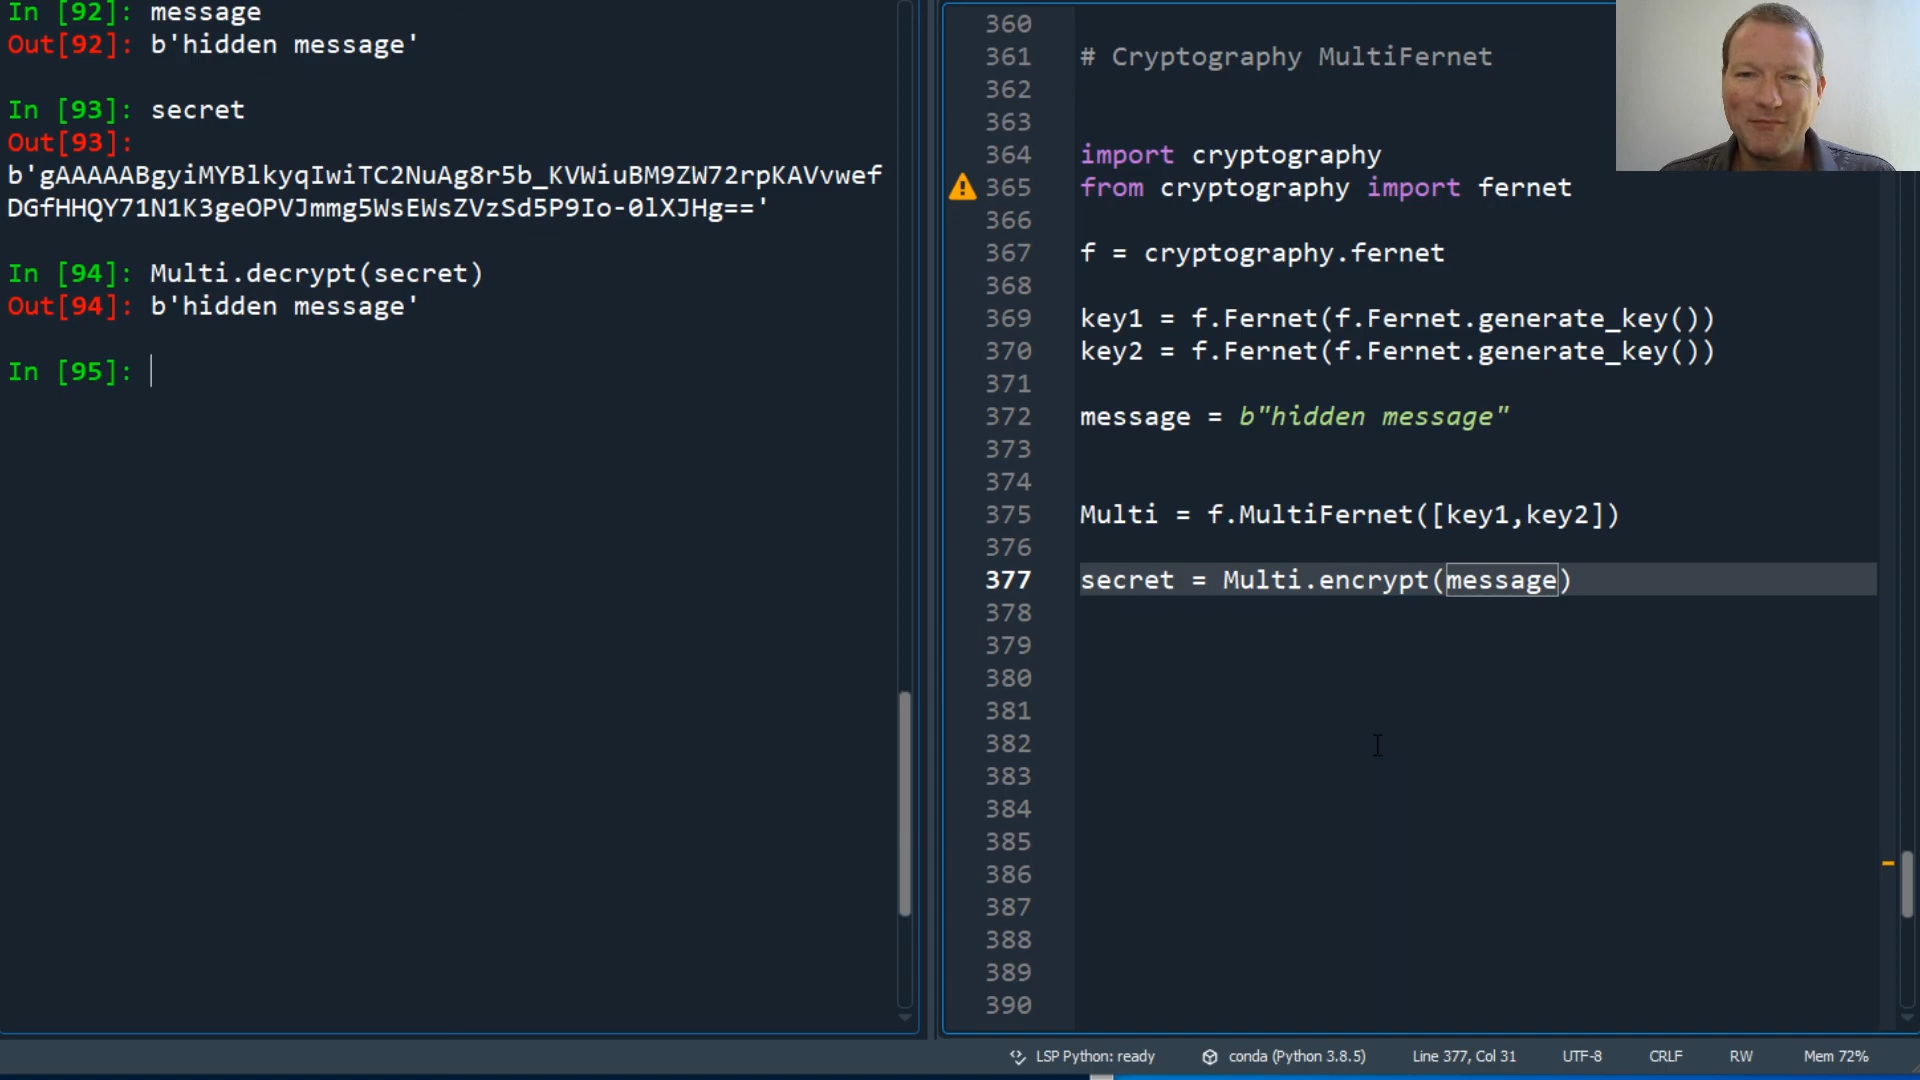 In [92]: message
Out[92]: b'hidden message'
In [93]: secret
Out[93]:
b'gAAAAABgyiMYBlkyqIwiTC2NuAg8r5b_KVWiuBM9ZW72rpKAVvwef
DGfHHQY71N1K3geOPVJmmg5WsEWsZVzSd5P9Io-0lXJHg=='
In [94]: Multi.decrypt(secret)
Out[94]: b'hidden message'
In [95]:
360
361 # Cryptography MultiFernet
362
363
364 import cryptography
365 from cryptography import fernet
366
367 f = cryptography.fernet
368
369 key1 = f.Fernet(f.Fernet.generate_key())
370 key2 = f.Fernet(f.Fernet.generate_key())
371
372 message = b"hidden message"
373
374
375 Multi = f.MultiFernet([key1,key2])
376
377 secret = Multi.encrypt(message)
378
379
380
381
382
383
384
385
386
387
388
389
390
LSP Python: ready conda (Python 3.8.5) Line 377, Col 31 UTF-8 CRLF RW Mem 72%